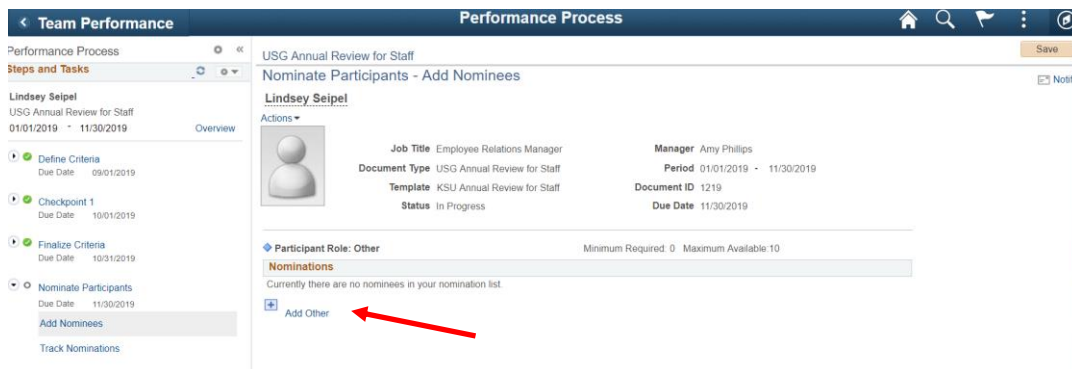 Team Performance
Performance Process
Performance Process
Steps and Tasks
Lindsey Seipel
USG Annual Review for Staff
01/01/2019 - 11/30/2019 Overview
Define Criteria
Due Date 09/01/2019
Checkpoint 1
Due Date 10/01/2019
Finalize Criteria
Due Date 10/31/2019
Nominate Participants
Due Date 11/30/2019
Add Nominees
Track Nominations
USG Annual Review for Staff
Save
Nominate Participants - Add Nominees
Notif
Lindsey Seipel
Actions
Job Title Employee Relations Manager Manager Amy Phillips
Document Type USG Annual Review for Staff Period 01/01/2019 - 11/30/2019
Template KSU Annual Review for Staff Document ID 1219
Status In Progress Due Date 11/30/2019
Participant Role: Other Minimum Required: 0 Maximum Available:10
Nominations
Currently there are no nominees in your nomination list.
Add Other